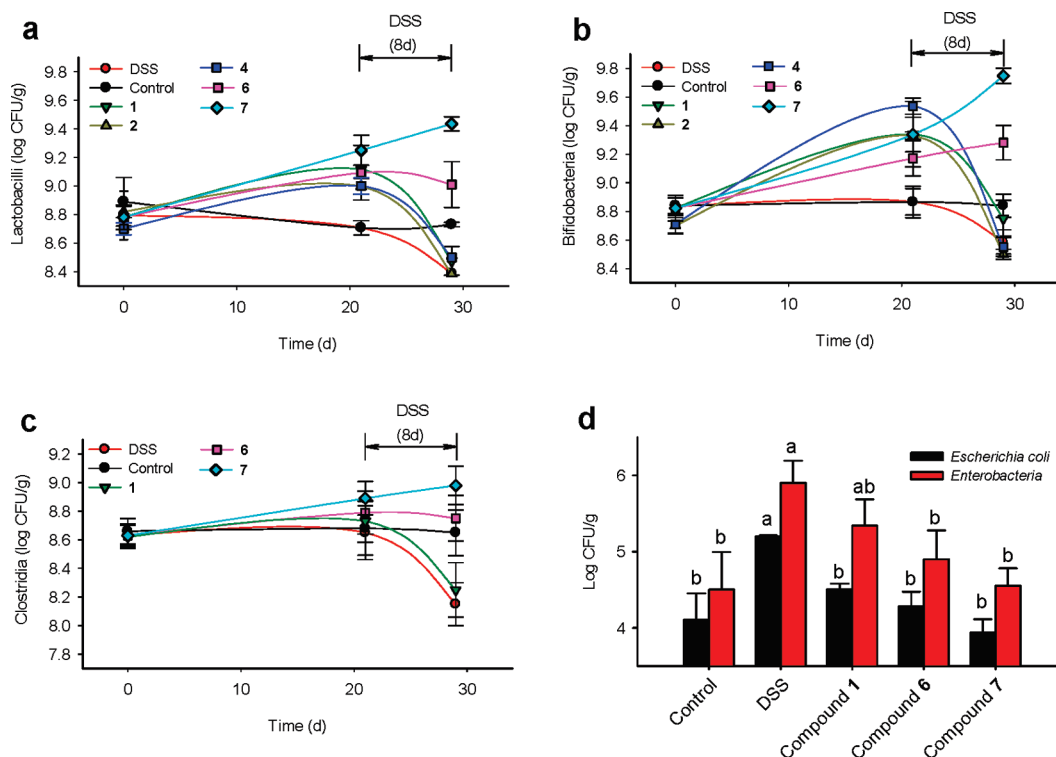 a
DSS
(8d)
DSS
Control
1
2
4
6
7
Lactobacilli (log CFU/g)
9.8
9.6
9.4
9.2
9.0
8.8
8.6
8.4
0 10 20 30
Time (d)
b
DSS
(8d)
DSS
Control
1
2
4
6
7
Bifidobacteria (log CFU/g)
9.8
9.6
9.4
9.2
9.0
8.8
8.6
8.4
0 10 20 30
Time (d)
c
DSS
(8d)
DSS
Control
1
6
7
Clostridia (log CFU/g)
9.2
9.0
8.8
8.6
8.4
8.2
8.0
7.8
0 10 20 30
Time (d)
d
Escherichia coli
Enterobacteria
Log CFU/g
6
5
4
b b a a b ab b b b b
Control
DSS
Compound 1
Compound 6
Compound 7